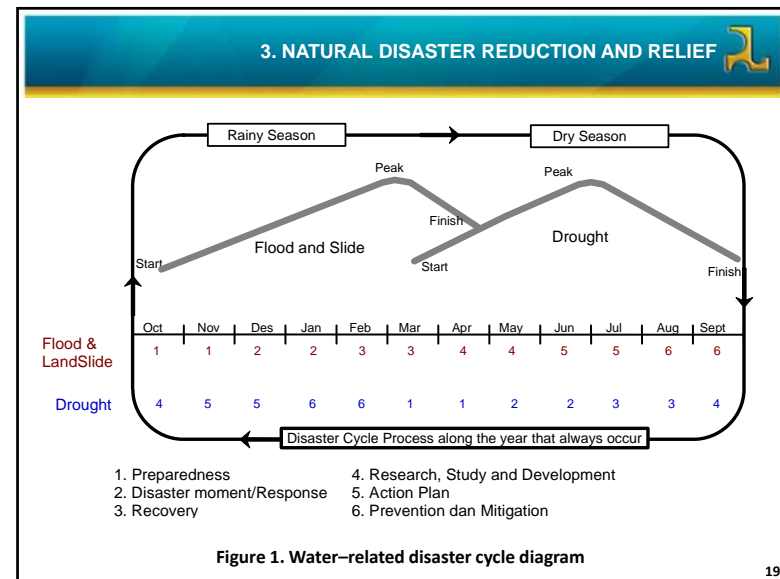 3. NATURAL DISASTER REDUCTION AND RELIEF
Rainy Season
Dry Season
Peak
Peak
Finish
Flood and Slide
Drought
Start
Start
Finish
Oct Nov Des Jan Feb Mar Apr May Jun Jul Aug Sept
Flood &
LandSlide
1 1 2 2 3 3 4 4 5 5 6 6
Drought
4 5 5 6 6 1 1 2 2 3 3 4
Disaster Cycle Process along the year that always occur
1. Preparedness
2. Disaster moment/Response
3. Recovery
4. Research, Study and Development
5. Action Plan
6. Prevention dan Mitigation
Figure 1. Water–related disaster cycle diagram
19